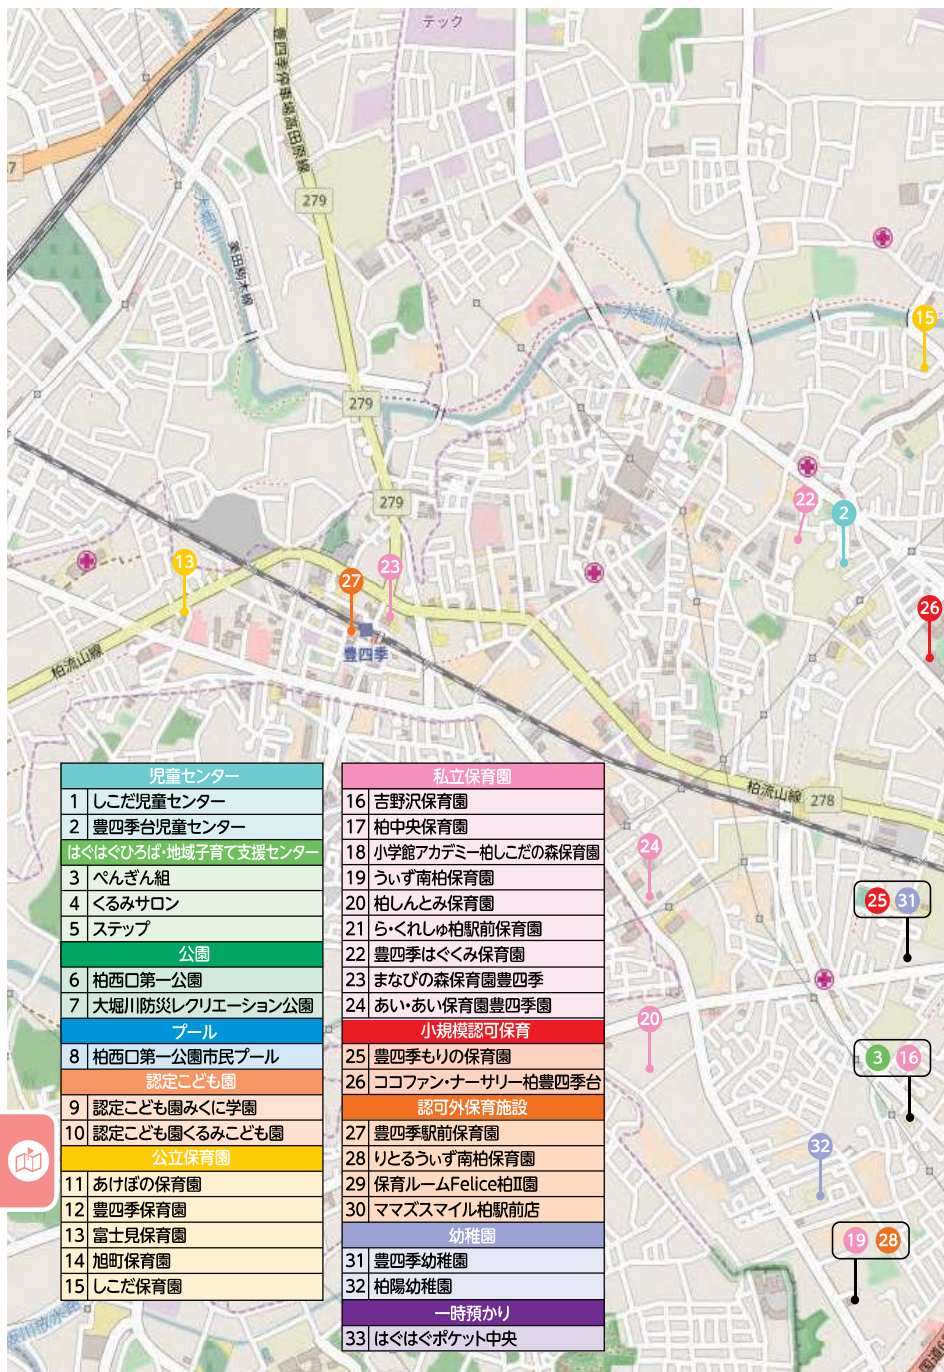 テック
豊四季停車場高田原線
279
7
大堀川
美田駒木線
大堀川
15
279
279
22
2
13
27
23
26
豊四季
柏流山線
柏流山線
278
24
25 31
20
3 16
32
19 28
児童センター
1 しこだ児童センター
2 豊四季台児童センター
はぐはぐひろば・地域子育て支援センター
3 ぺんぎん組
4 くるみサロン
5 ステップ
公園
6 柏西口第一公園
7 大堀川防災レクリエーション公園
プール
8 柏西口第一公園市民プール
認定こども園
9 認定こども園みくに学園
10 認定こども園くるみこども園
公立保育園
11 あけぼの保育園
12 豊四季保育園
13 富士見保育園
14 旭町保育園
15 しこだ保育園
私立保育園
16 吉野沢保育園
17 柏中央保育園
18 小学館アカデミー柏しこだの森保育園
19 うぃず南柏保育園
20 柏しんとみ保育園
21 ら・くれしゅ柏駅前保育園
22 豊四季はぐくみ保育園
23 まなびの森保育園豊四季
24 あい・あい保育園豊四季園
小規模認可保育
25 豊四季もりの保育園
26 ココファン・ナーサリー柏豊四季台
認可外保育施設
27 豊四季駅前保育園
28 りとるうぃず南柏保育園
29 保育ルームFelice柏II園
30 ママズスマイル柏駅前店
幼稚園
31 豊四季幼稚園
32 柏陽幼稚園
一時預かり
33 はぐはぐポケット中央